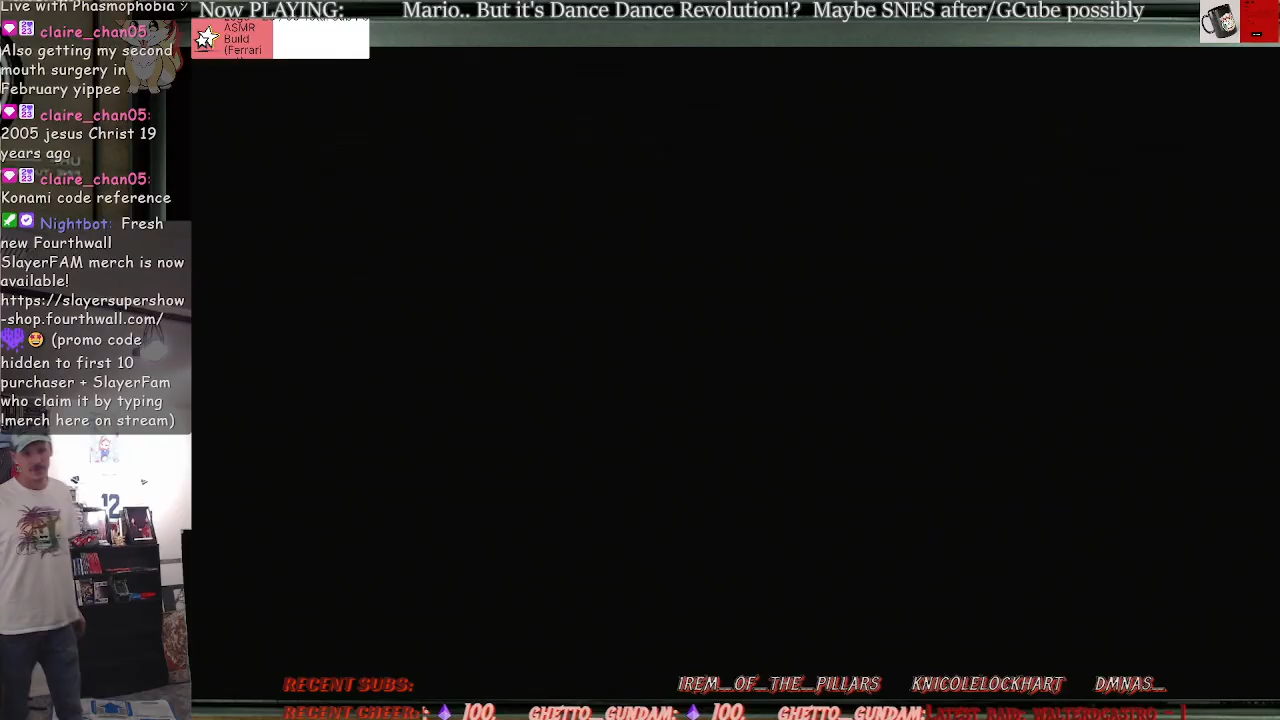 Live with Phasmophobia ?
Now PLAYING: Mario.. But it's Dance Dance Revolution!? Maybe SNES after/GCube possibly
ASMR
Build
(Ferrari
claire_chan05:
Also getting my second
mouth surgery in
February yippee
claire_chan05:
2005 jesus Christ 19
years ago
claire_chan05:
Konami code reference
Nightbot: Fresh
new Fourthwall
SlayerFAM merch is now
available!
https://slayersupershow
-shop.fourthwall.com/
(promo code
hidden to first 10
purchaser + SlayerFam
who claim it by typing
!merch here on stream)
12
RECENT SUBS: IREM_OF_THE_PILLARS KNICOLELOCKHART DMNAS_
RECENT CHEER: 100, GHETTO_GUNDAM: 100, GHETTO_GUNDAM: LATEST RAID: WALTERDCASTRO - 1